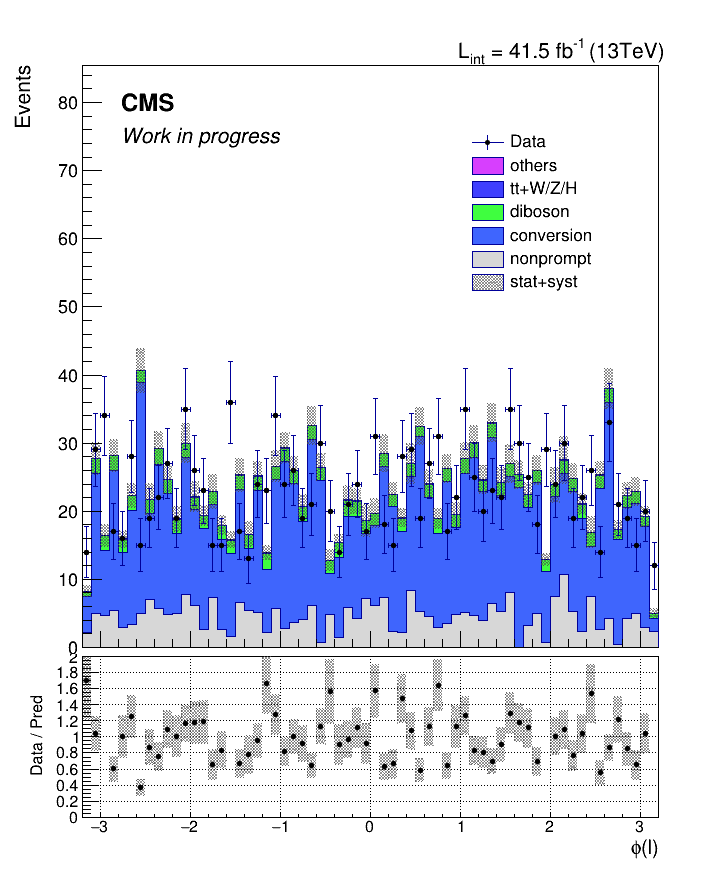 L_int = 41.5 fb^-1 (13TeV)
Events
CMS
Work in progress
Data
others
tt+W/Z/H
diboson
conversion
nonprompt
stat+syst
80
70
60
50
40
30
20
10
0
Data / Pred
2
1.8
1.6
1.4
1.2
1
0.8
0.6
0.4
0.2
0
−3 −2 −1 0 1 2 3
ϕ(l)